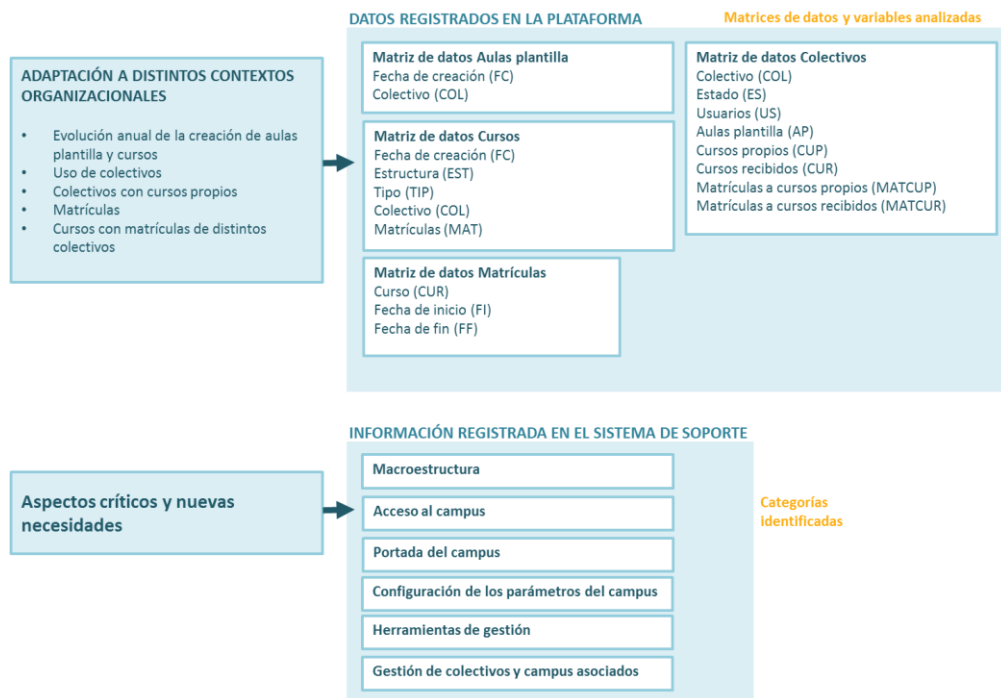 DATOS REGISTRADOS EN LA PLATAFORMA
Matrices de datos y variables analizadas
ADAPTACIÓN A DISTINTOS CONTEXTOS
ORGANIZACIONALES
• Evolución anual de la creación de aulas
plantilla y cursos
• Uso de colectivos
• Colectivos con cursos propios
• Matrículas
• Cursos con matrículas de distintos
colectivos
Matriz de datos Aulas plantilla
Fecha de creación (FC)
Colectivo (COL)
Matriz de datos Cursos
Fecha de creación (FC)
Estructura (EST)
Tipo (TIP)
Colectivo (COL)
Matrículas (MAT)
Matriz de datos Matrículas
Curso (CUR)
Fecha de inicio (FI)
Fecha de fin (FF)
Matriz de datos Colectivos
Colectivo (COL)
Estado (ES)
Usuarios (US)
Aulas plantilla (AP)
Cursos propios (CUP)
Cursos recibidos (CUR)
Matrículas a cursos propios (MATCUP)
Matrículas a cursos recibidos (MATCUR)
INFORMACIÓN REGISTRADA EN EL SISTEMA DE SOPORTE
Aspectos críticos y nuevas
necesidades
Macroestructura
Acceso al campus
Portada del campus
Configuración de los parámetros del campus
Herramientas de gestión
Gestión de colectivos y campus asociados
Categorías
identificadas